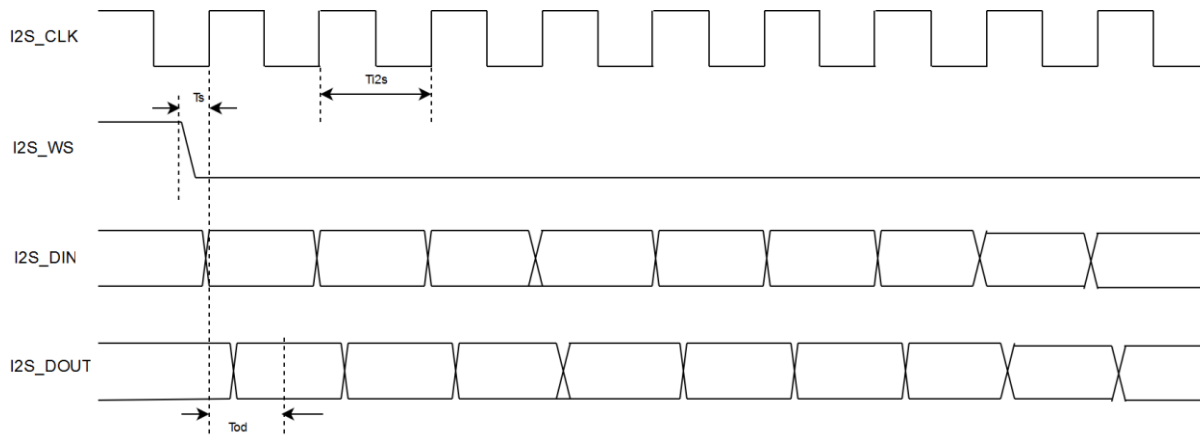 I2S_CLK
TI2s
Ts
I2S_WS
I2S_DIN
I2S_DOUT
Tod